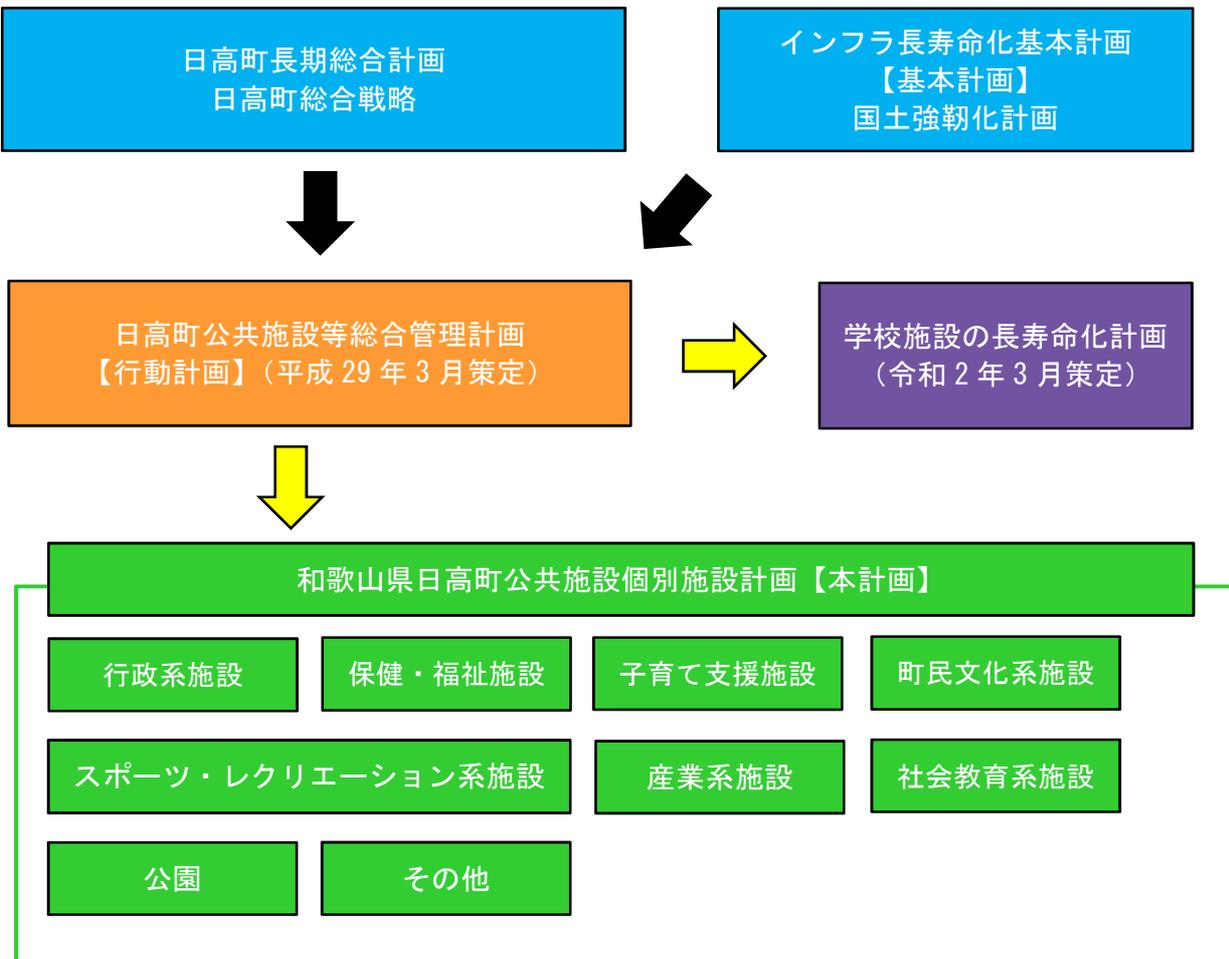 日高町長期総合計画
日高町総合戦略
インフラ長寿命化基本計画
【基本計画】
国土強靭化計画
日高町公共施設等総合管理計画
【行動計画】（平成 29 年 3 月策定）
学校施設の長寿命化計画
（令和 2 年 3 月策定）
和歌山県日高町公共施設個別施設計画【本計画】
行政系施設
保健・福祉施設
子育て支援施設
町民文化系施設
スポーツ・レクリエーション系施設
産業系施設
社会教育系施設
公園
その他